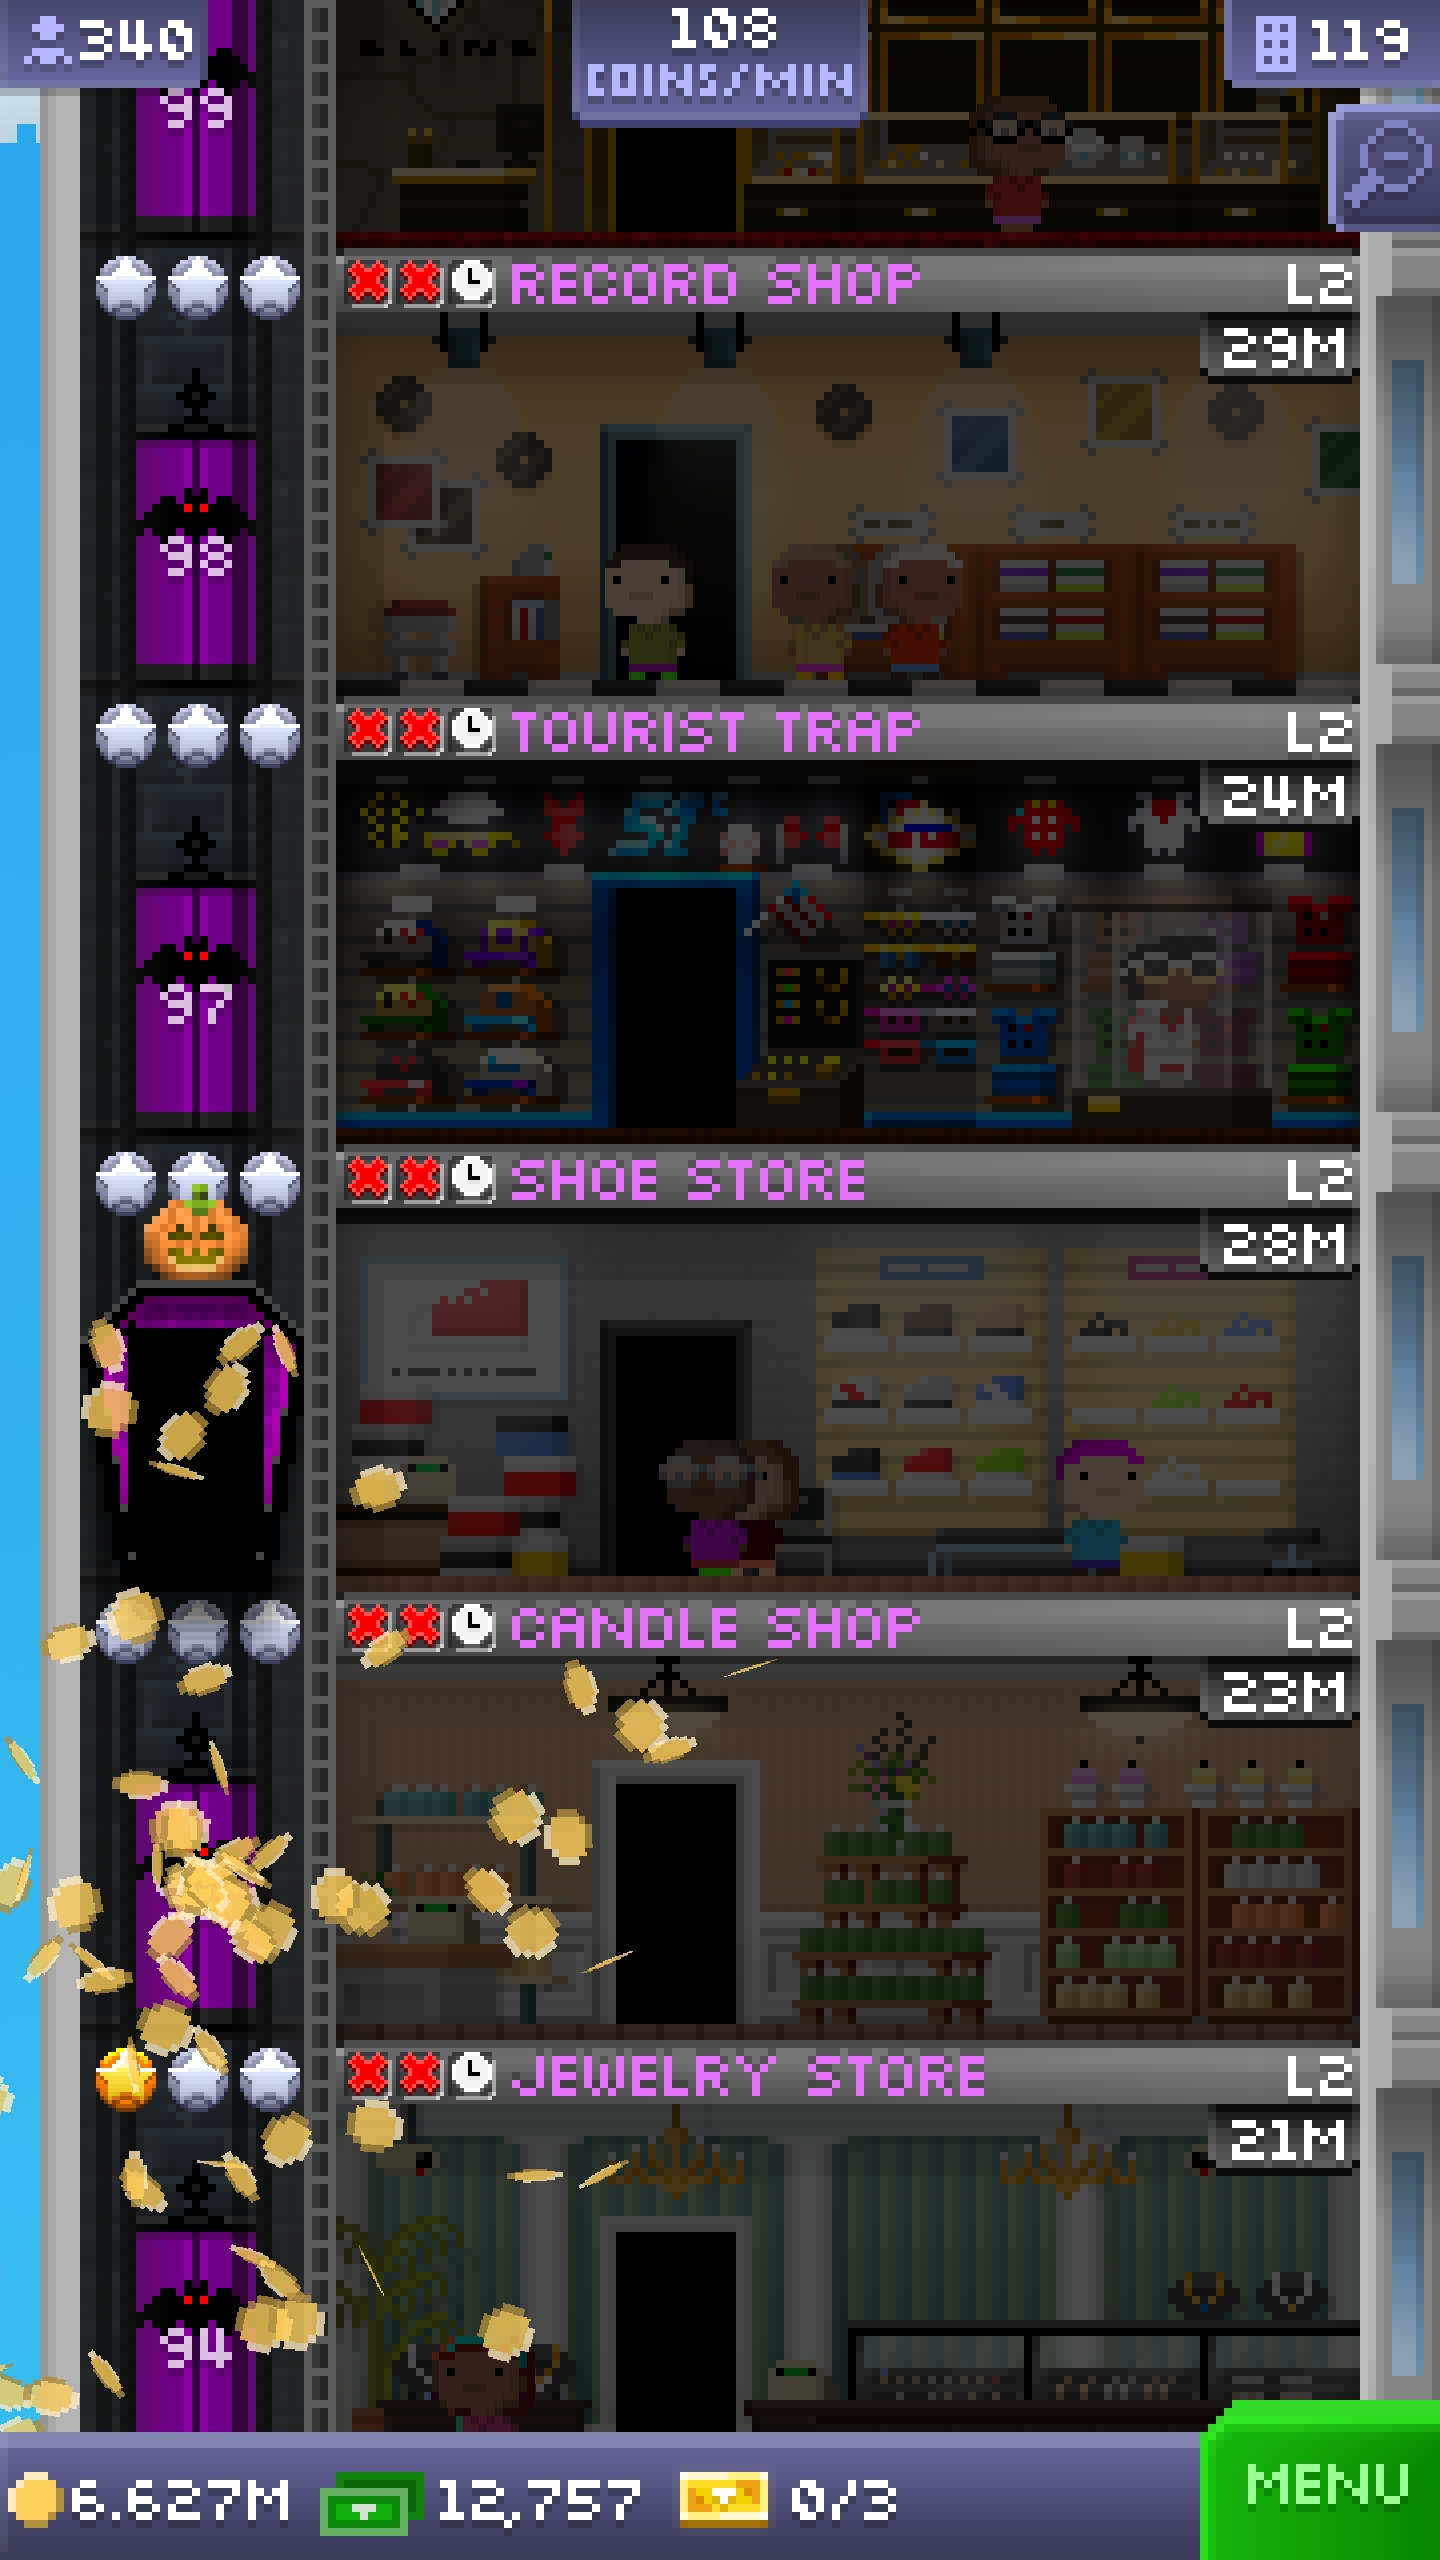 340
108
COINS/MIN
119
99
RECORD SHOP L2
29M
98
TOURIST TRAP L2
24M
97
SHOE STORE L2
28M
CANDLE SHOP L2
23M
JEWELRY STORE L2
21M
94
6.627M 12,757 0/3 MENU